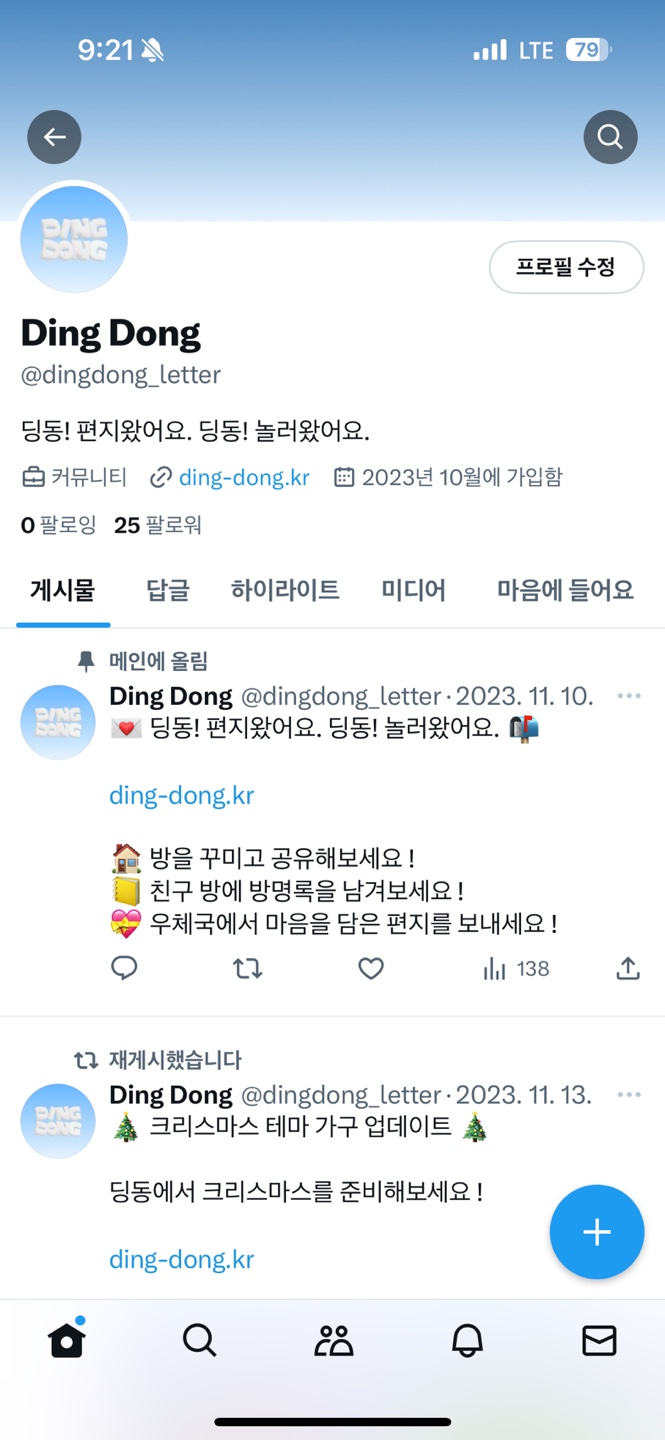 9:21 LTE 79
DING
DONG
프로필 수정
Ding Dong
@dingdong_letter
딩동! 편지왔어요. 딩동! 놀러왔어요.
커뮤니티 ding-dong.kr 2023년 10월에 가입함
0 팔로잉 25 팔로워
게시물 답글 하이라이트 미디어 마음에 들어요
메인에 올림
DING
DONG
Ding Dong @dingdong_letter · 2023. 11. 10.
💌 딩동! 편지왔어요. 딩동! 놀러왔어요. 📬
ding-dong.kr
🏠 방을 꾸미고 공유해보세요 !
📒 친구 방에 방명록을 남겨보세요 !
💝 우체국에서 마음을 담은 편지를 보내세요 !
138
재게시했습니다
DING
DONG
Ding Dong @dingdong_letter · 2023. 11. 13.
🎄 크리스마스 테마 가구 업데이트 🎄
딩동에서 크리스마스를 준비해보세요 !
ding-dong.kr